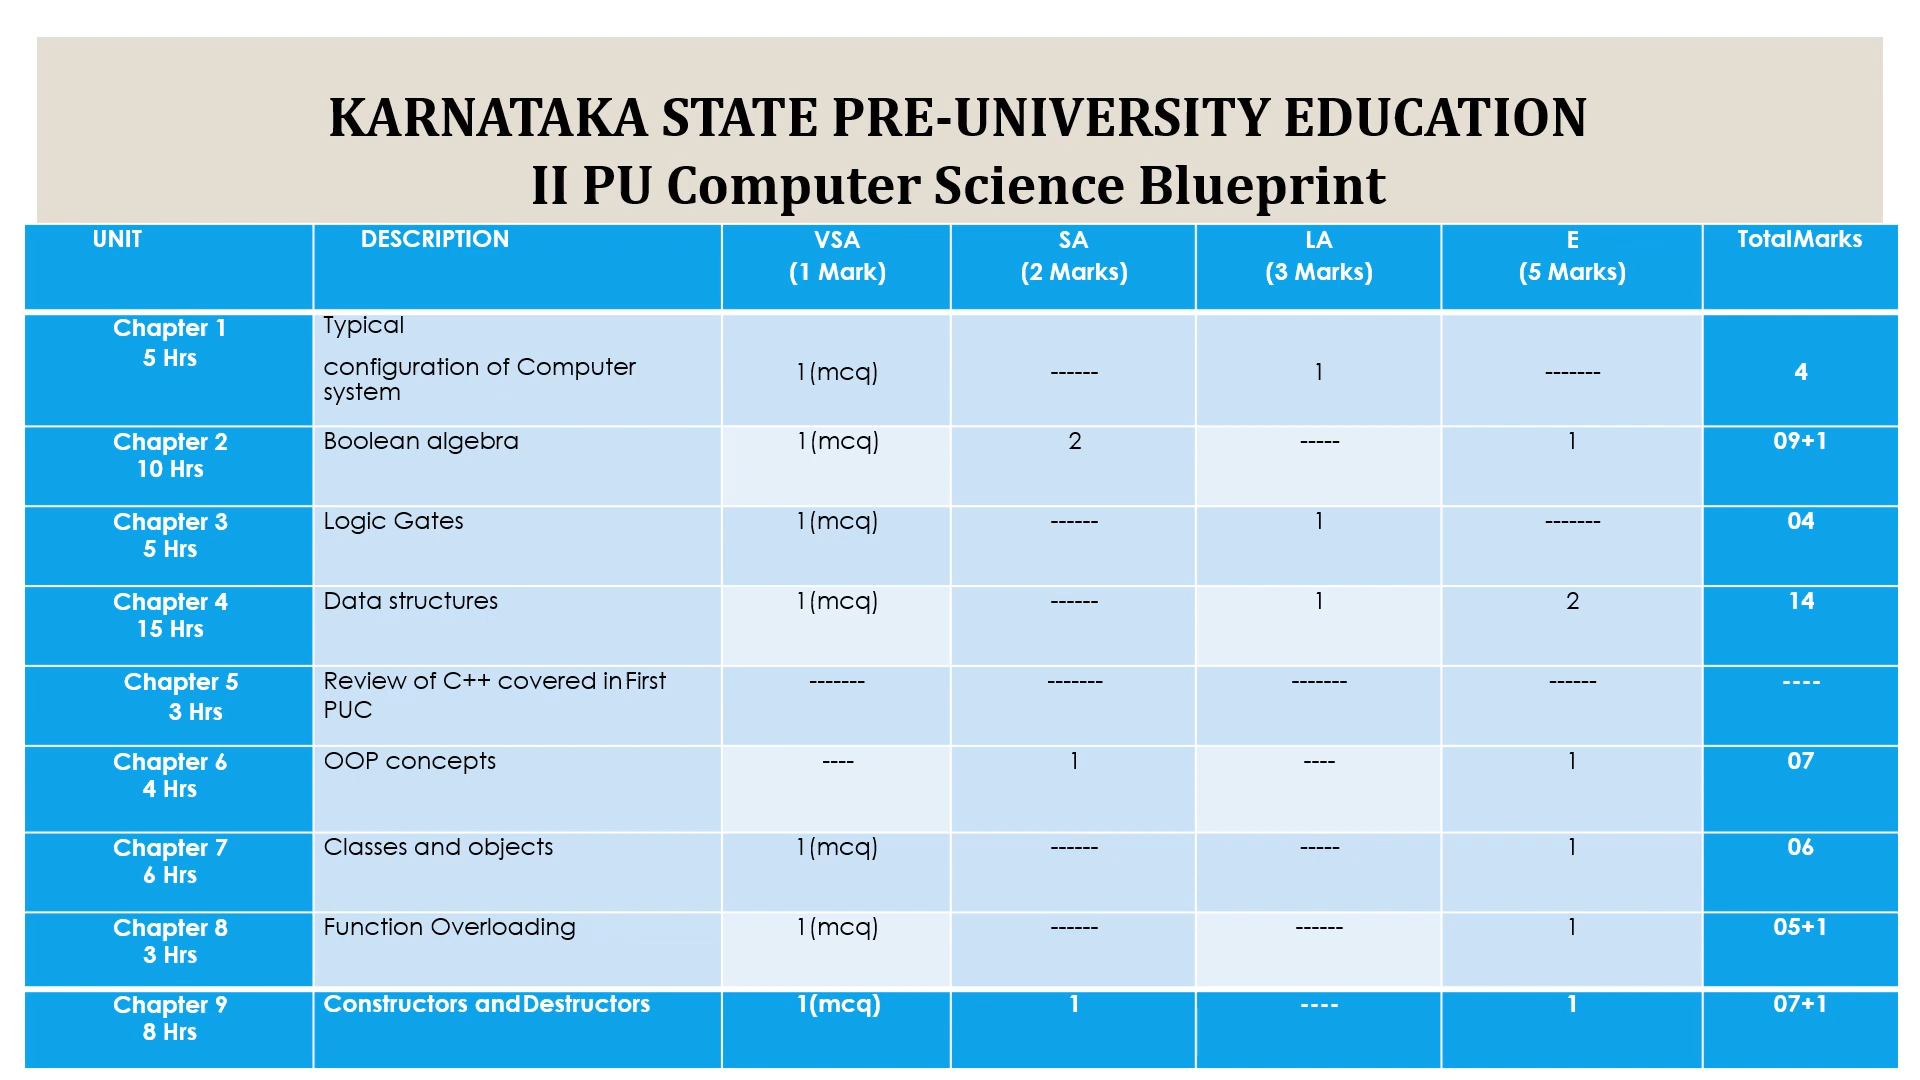 KARNATAKA STATE PRE-UNIVERSITY EDUCATION
II PU Computer Science Blueprint
UNIT DESCRIPTION VSA SA LA E TotalMarks
(1 Mark) (2 Marks) (3 Marks) (5 Marks)
Chapter 1 Typical
5 Hrs configuration of Computer 1(mcq) ------ 1 ------- 4
system
Chapter 2 Boolean algebra 1(mcq) 2 ----- 1 09+1
10 Hrs
Chapter 3 Logic Gates 1(mcq) ------ 1 ------- 04
5 Hrs
Chapter 4 Data structures 1(mcq) ------ 1 2 14
15 Hrs
Chapter 5 Review of C++ covered in First ------- ------- ------- ------ ----
3 Hrs PUC
Chapter 6 OOP concepts ---- 1 ---- 1 07
4 Hrs
Chapter 7 Classes and objects 1(mcq) ------ ----- 1 06
6 Hrs
Chapter 8 Function Overloading 1(mcq) ------ ------ 1 05+1
3 Hrs
Chapter 9 Constructors and Destructors 1(mcq) 1 ---- 1 07+1
8 Hrs